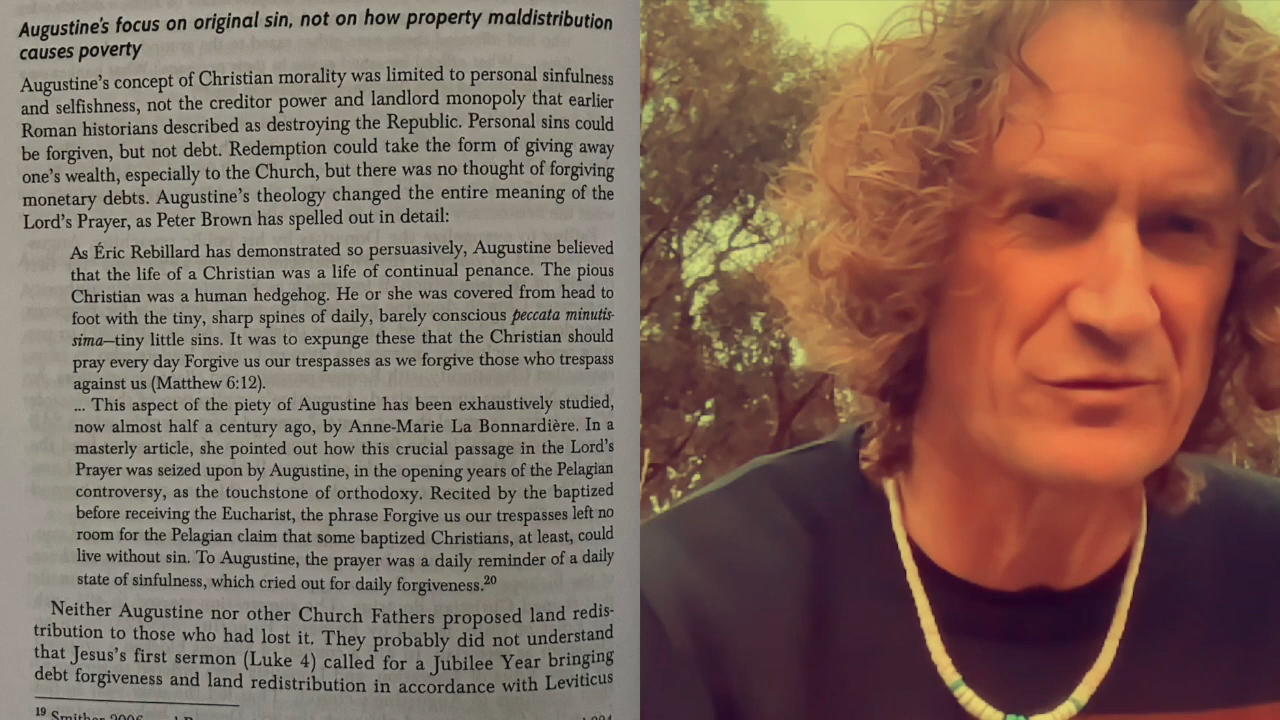 Augustine's focus on original sin, not on how property maldistribution
causes poverty
Augustine's concept of Christian morality was limited to personal sinfulness
and selfishness, not the creditor power and landlord monopoly that earlier
Roman historians described as destroying the Republic. Personal sins could
be forgiven, but not debt. Redemption could take the form of giving away
one's wealth, especially to the Church, but there was no thought of forgiving
monetary debts. Augustine's theology changed the entire meaning of the
Lord's Prayer, as Peter Brown has spelled out in detail:
As Éric Rebillard has demonstrated so persuasively, Augustine believed
that the life of a Christian was a life of continual penance. The pious
Christian was a human hedgehog. He or she was covered from head to
foot with the tiny, sharp spines of daily, barely conscious peccata minutis-
sima—tiny little sins. It was to expunge these that the Christian should
pray every day Forgive us our trespasses as we forgive those who trespass
against us (Matthew 6:12).
... This aspect of the piety of Augustine has been exhaustively studied,
now almost half a century ago, by Anne-Marie La Bonnardière. In a
masterly article, she pointed out how this crucial passage in the Lord's
Prayer was seized upon by Augustine, in the opening years of the Pelagian
controversy, as the touchstone of orthodoxy. Recited by the baptized
before receiving the Eucharist, the phrase Forgive us our trespasses left no
room for the Pelagian claim that some baptized Christians, at least, could
live without sin. To Augustine, the prayer was a daily reminder of a daily
state of sinfulness, which cried out for daily forgiveness.20
Neither Augustine nor other Church Fathers proposed land redis-
tribution to those who had lost it. They probably did not understand
that Jesus's first sermon (Luke 4) called for a Jubilee Year bringing
debt forgiveness and land redistribution in accordance with Leviticus
19 Smither 2006